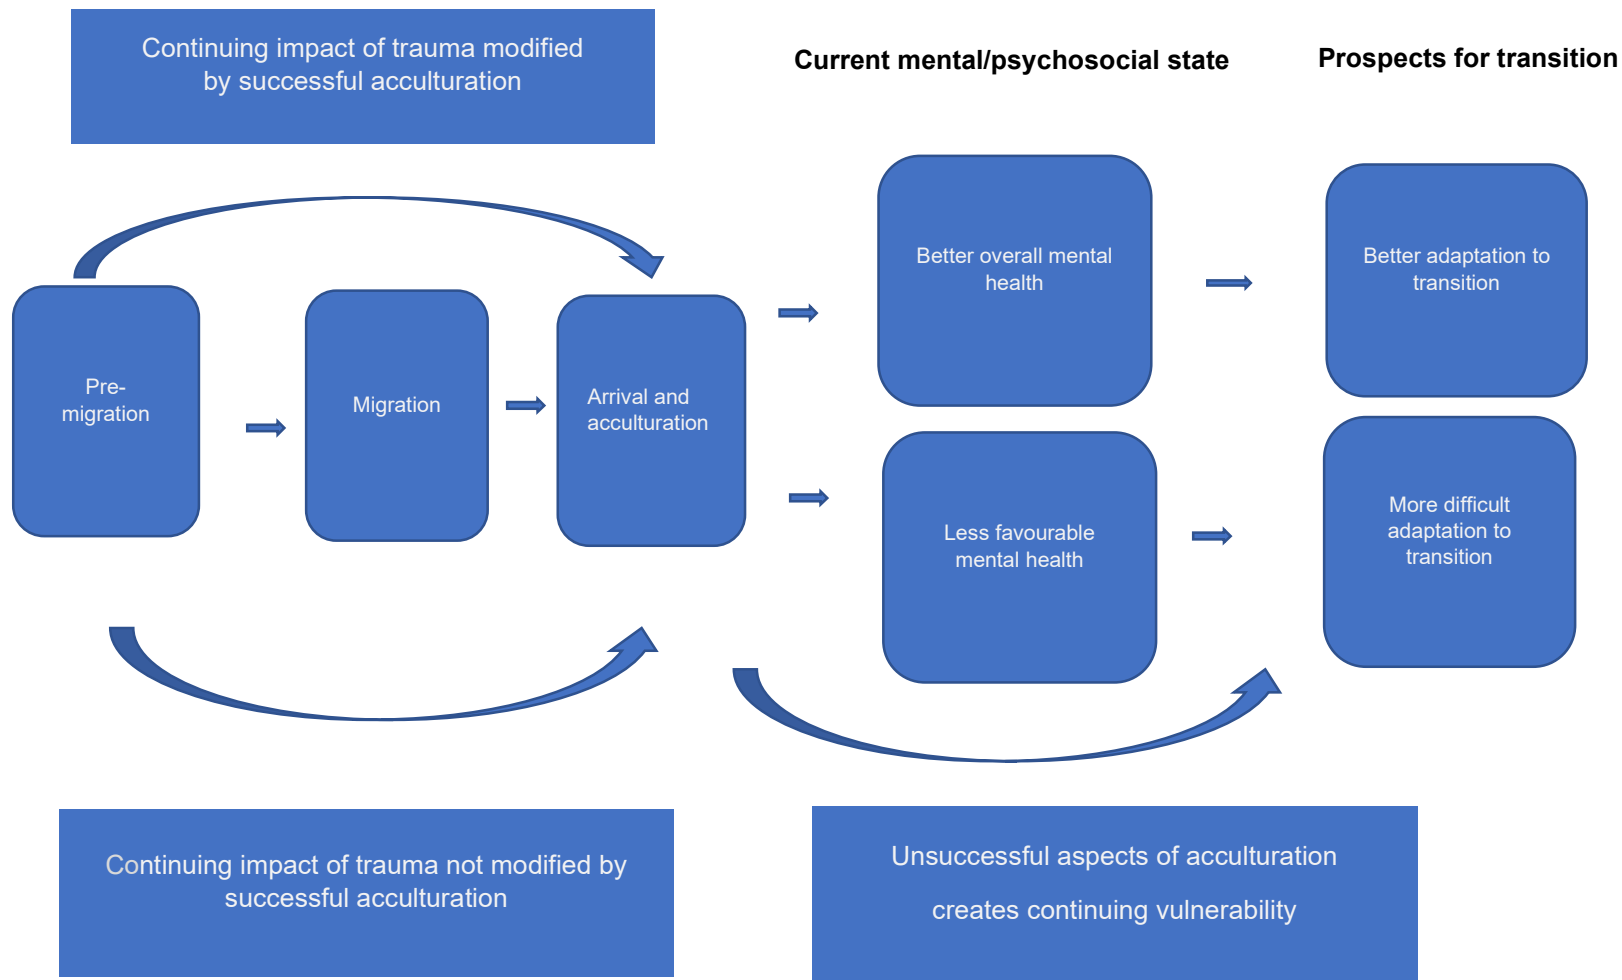 Continuing impact of trauma modified
by successful acculturation
Current mental/psychosocial state
Prospects for transition
Pre-
migration
Migration
Arrival and
acculturation
Better overall mental
health
Better adaptation to
transition
Less favourable
mental health
More difficult
adaptation to
transition
Continuing impact of trauma not modified by
successful acculturation
Unsuccessful aspects of acculturation
creates continuing vulnerability